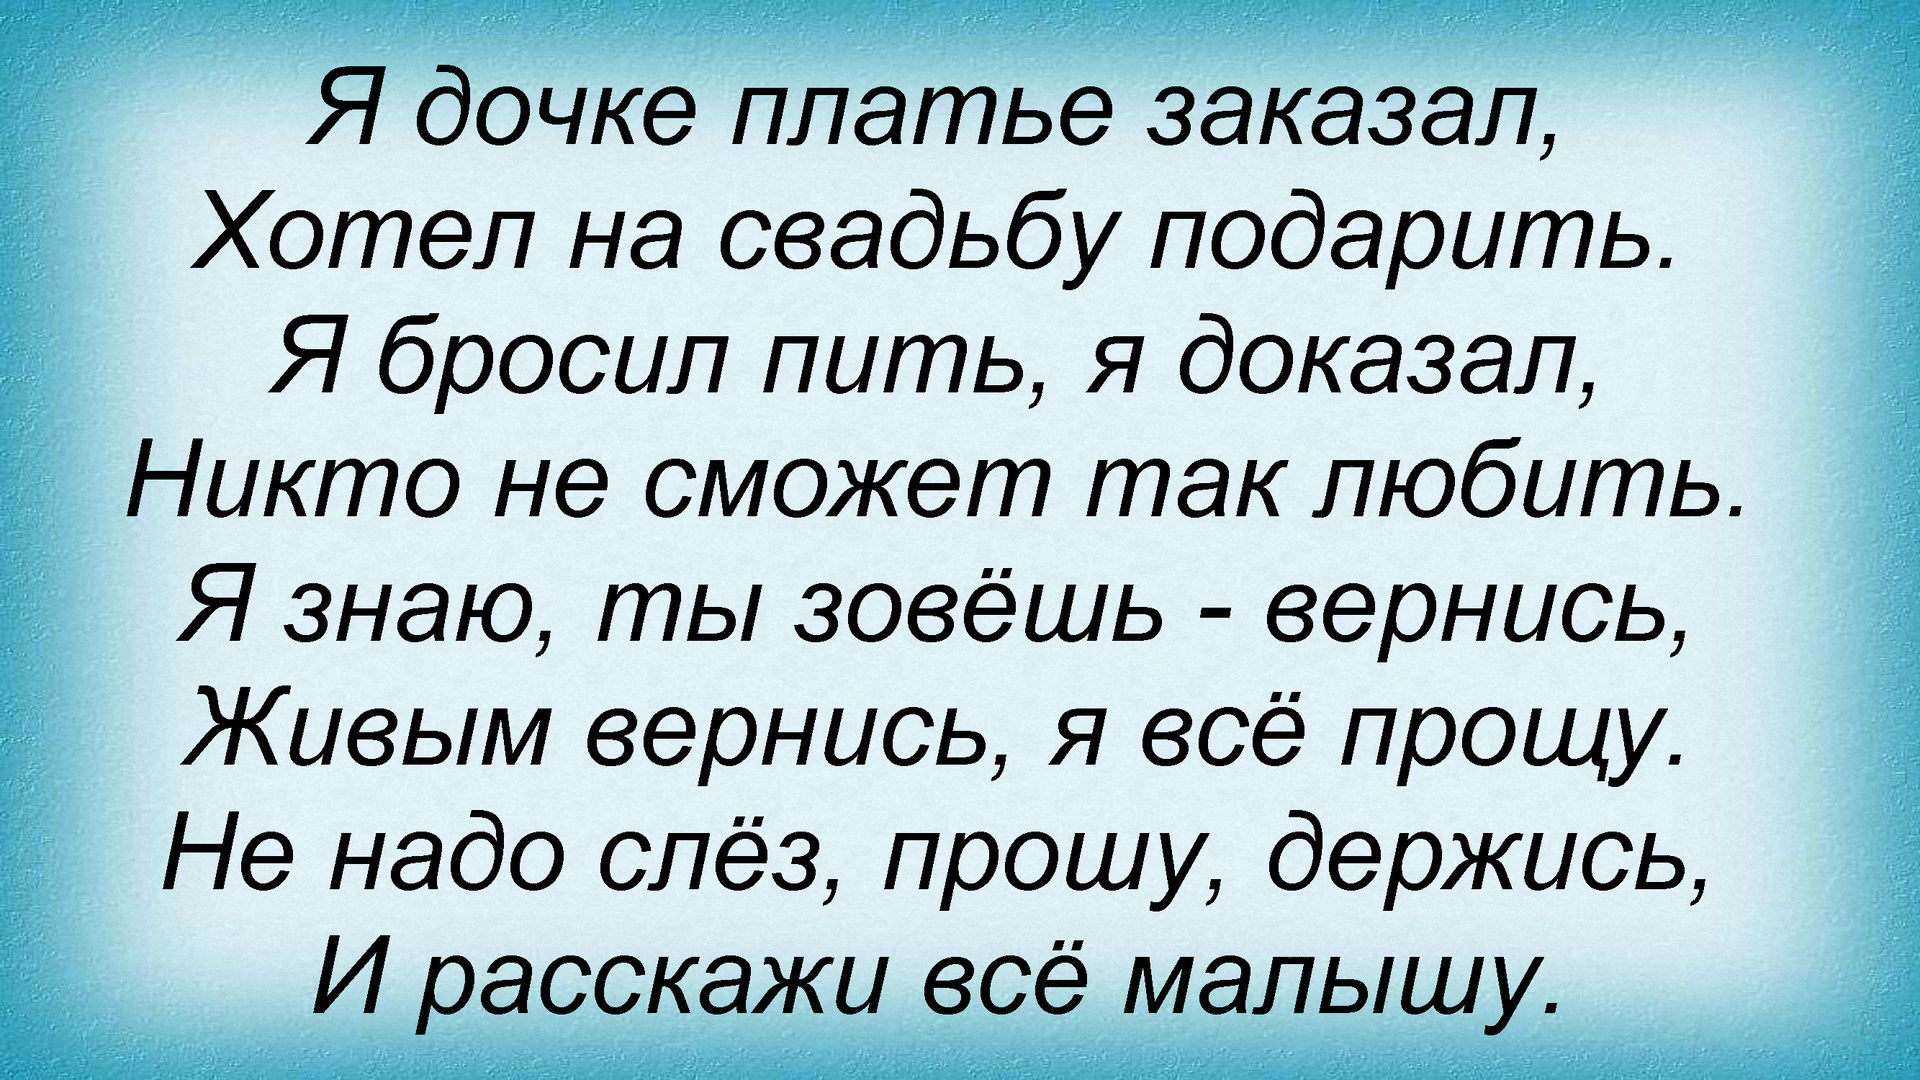 Я дочке платье заказал,
Хотел на свадьбу подарить.
Я бросил пить, я доказал,
Никто не сможет так любить.
Я знаю, ты зовёшь - вернись,
Живым вернись, я всё прощу.
Не надо слёз, прошу, держись,
И расскажи всё малышу.